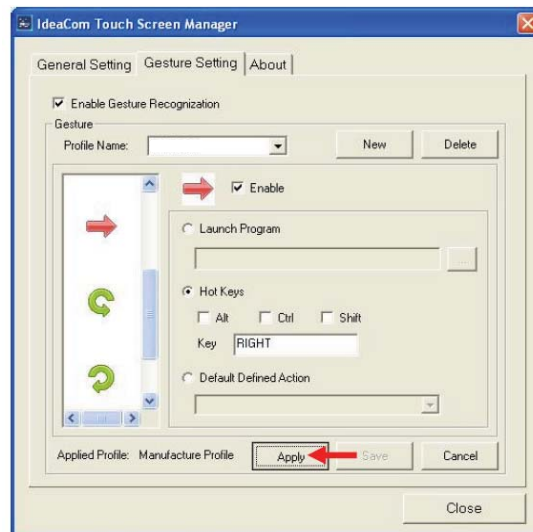 IdeaCom Touch Screen Manager
General Setting Gesture Setting About
Enable Gesture Recognization
Gesture
Profile Name: New Delete
Enable
Launch Program
...
Hot Keys
Alt Ctrl Shift
Key RIGHT
Default Defined Action
Applied Profile: Manufacture Profile Apply Save Cancel
Close